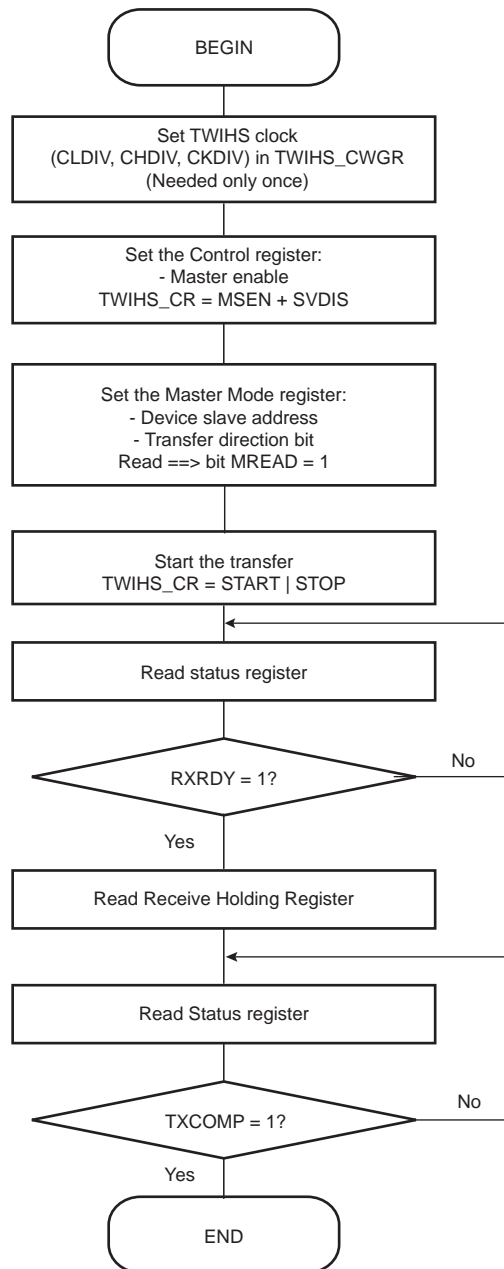 BEGIN
Set TWIHS clock
(CLDIV, CHDIV, CKDIV) in TWIHS_CWGR
(Needed only once)
Set the Control register:
- Master enable
TWIHS_CR = MSEN + SVDIS
Set the Master Mode register:
- Device slave address
- Transfer direction bit
Read ==> bit MREAD = 1
Start the transfer
TWIHS_CR = START | STOP
Read status register
RXRDY = 1?
No
Yes
Read Receive Holding Register
Read Status register
TXCOMP = 1?
No
Yes
END